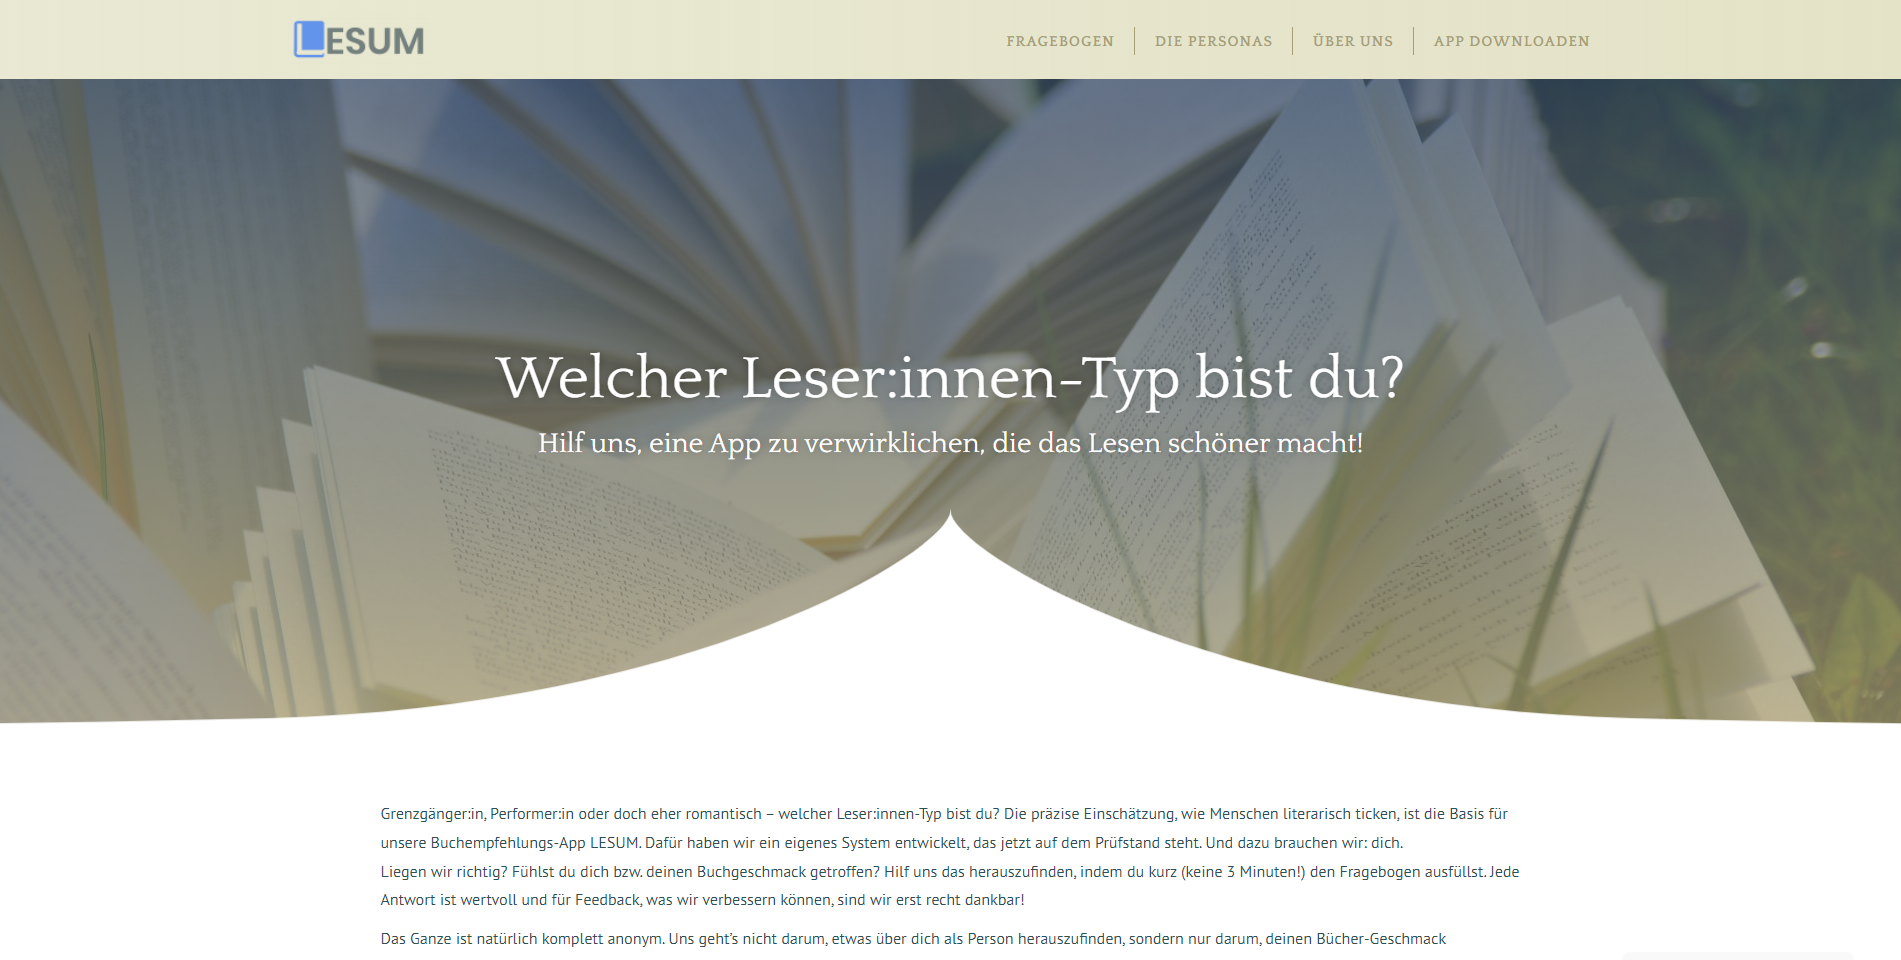 LESUM
FRAGEBOGEN
DIE PERSONAS
ÜBER UNS
APP DOWNLOADEN
Welcher Leser:innen-Typ bist du?
Hilf uns, eine App zu verwirklichen, die das Lesen schöner macht!
Grenzgänger:in, Performer:in oder doch eher romantisch – welcher Leser:innen-Typ bist du? Die präzise Einschätzung, wie Menschen literarisch ticken, ist die Basis für
unsere Buchempfehlungs-App LESUM. Dafür haben wir ein eigenes System entwickelt, das jetzt auf dem Prüfstand steht. Und dazu brauchen wir: dich.
Liegen wir richtig? Fühlst du dich bzw. deinen Buchgeschmack getroffen? Hilf uns das herauszufinden, indem du kurz (keine 3 Minuten!) den Fragebogen ausfüllst. Jede
Antwort ist wertvoll und für Feedback, was wir verbessern können, sind wir erst recht dankbar!
Das Ganze ist natürlich komplett anonym. Uns geht’s nicht darum, etwas über dich als Person herauszufinden, sondern nur darum, deinen Bücher-Geschmack